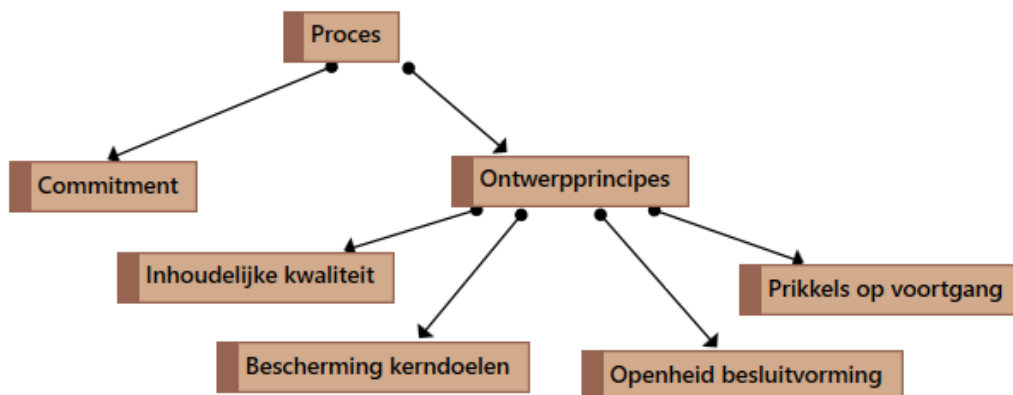 Proces
Commitment
Ontwerpprincipes
Inhoudelijke kwaliteit
Prikkels op voortgang
Bescherming kerndoelen
Openheid besluitvorming